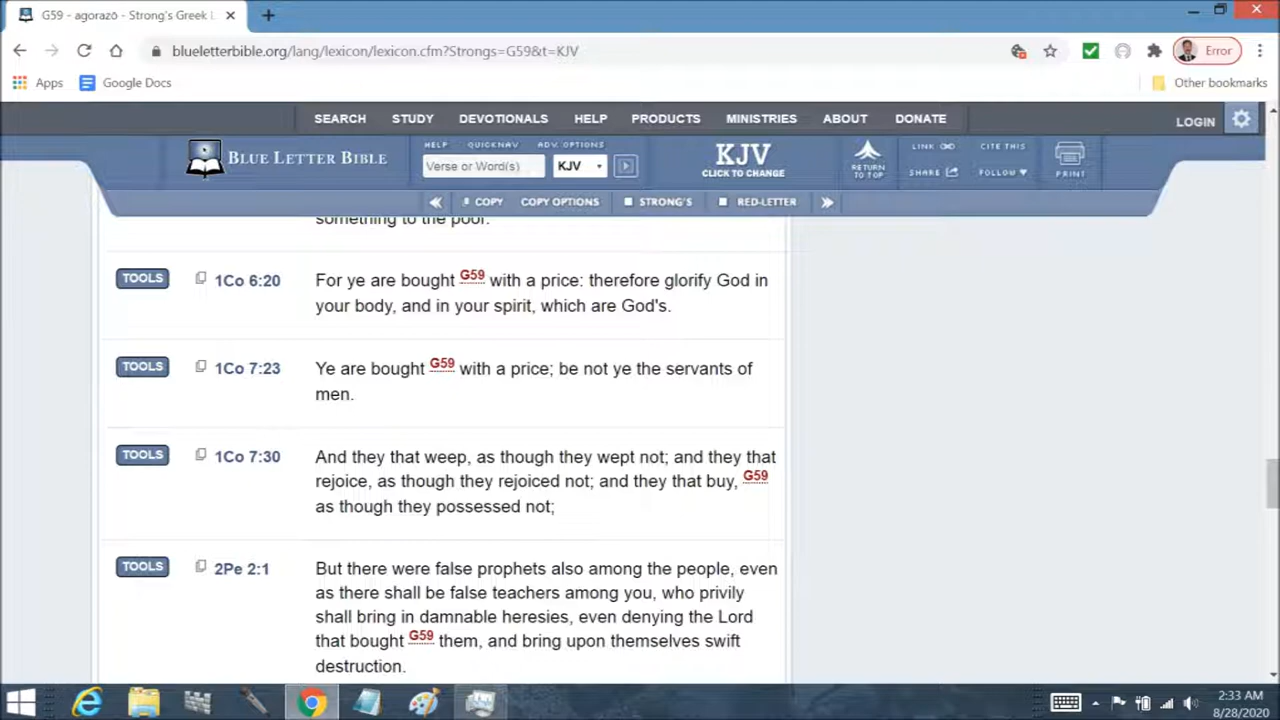 G59 - agorazō - Strong's Greek L
blueletterbible.org/lang/lexicon/lexicon.cfm?Strongs=G59&t=KJV
Error
Apps
Google Docs
Other bookmarks
SEARCH STUDY DEVOTIONALS HELP PRODUCTS MINISTRIES ABOUT DONATE
LOGIN
BLUE LETTER BIBLE
HELP QUICKNAV ADV. OPTIONS
Verse or Word(s)
KJV
KJV
CLICK TO CHANGE
RETURN
TO TOP
LINK
CITE THIS
SHARE
FOLLOW
PRINT
COPY COPY OPTIONS STRONG'S RED-LETTER
something to the poor.
TOOLS 1Co 6:20 For ye are bought G59 with a price: therefore glorify God in
your body, and in your spirit, which are God's.
TOOLS 1Co 7:23 Ye are bought G59 with a price; be not ye the servants of
men.
TOOLS 1Co 7:30 And they that weep, as though they wept not; and they that
rejoice, as though they rejoiced not; and they that buy, G59
as though they possessed not;
TOOLS 2Pe 2:1 But there were false prophets also among the people, even
as there shall be false teachers among you, who privily
shall bring in damnable heresies, even denying the Lord
that bought G59 them, and bring upon themselves swift
destruction.
2:33 AM
8/28/2020